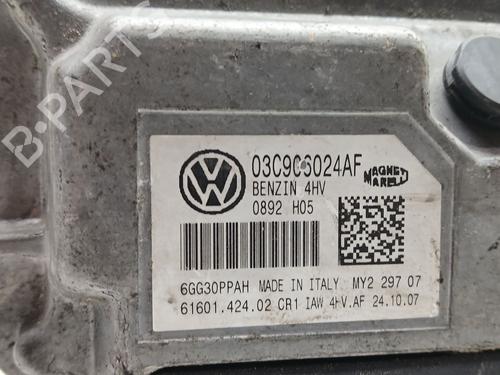 B-PARTS
03C906024AF
BENZIN 4HV
0892 H05
MAGNETI
MARELLI
6GG30PPAH MADE IN ITALY MY2 297 07
61601.424.02 CR1 IAW 4HV.AF 24.10.07